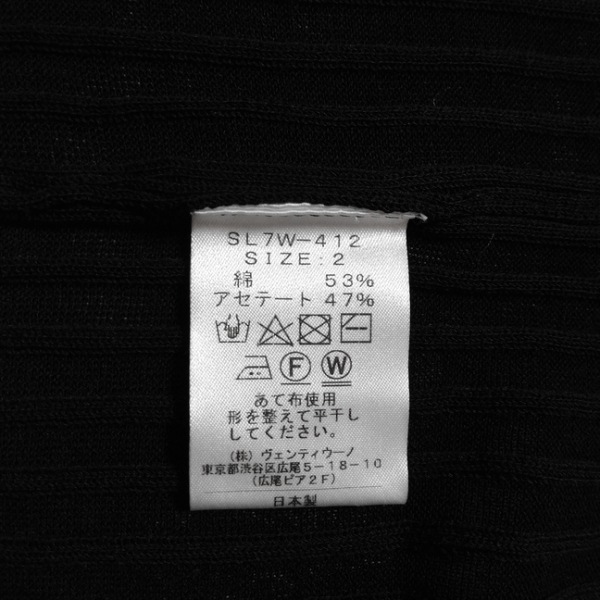 SL7W-412
SIZE:2
綿 53%
アセテート 47%
F W
あて布使用
形を整えて平干し
してください。
(株) ヴェンティウーノ
東京都渋谷区広尾5-18-10
(広尾ピア2F)
日本製